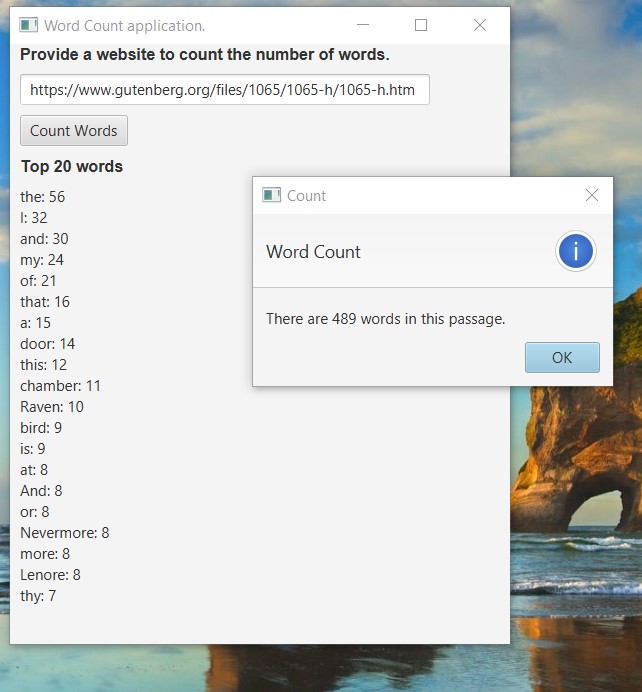 Word Count application.
Provide a website to count the number of words.
https://www.gutenberg.org/files/1065/1065-h/1065-h.htm
Count Words
Top 20 words
the: 56
I: 32
and: 30
my: 24
of: 21
that: 16
a: 15
door: 14
this: 12
chamber: 11
Raven: 10
bird: 9
is: 9
at: 8
And: 8
or: 8
Nevermore: 8
more: 8
Lenore: 8
thy: 7
Count
Word Count
There are 489 words in this passage.
OK